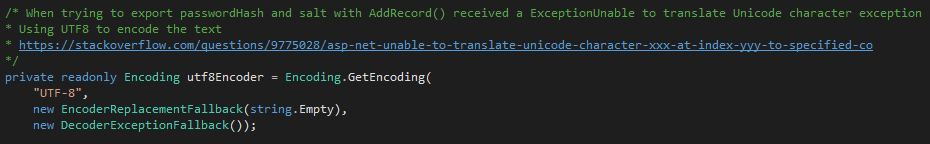 /* When trying to export passwordHash and salt with AddRecord() received a ExceptionUnable to translate Unicode character exception
* Using UTF8 to encode the text
* https://stackoverflow.com/questions/9775028/asp-net-unable-to-translate-unicode-character-xxx-at-index-yyy-to-specified-co
*/
private readonly Encoding utf8Encoder = Encoding.GetEncoding(
    "UTF-8",
    new EncoderReplacementFallback(string.Empty),
    new DecoderExceptionFallback());